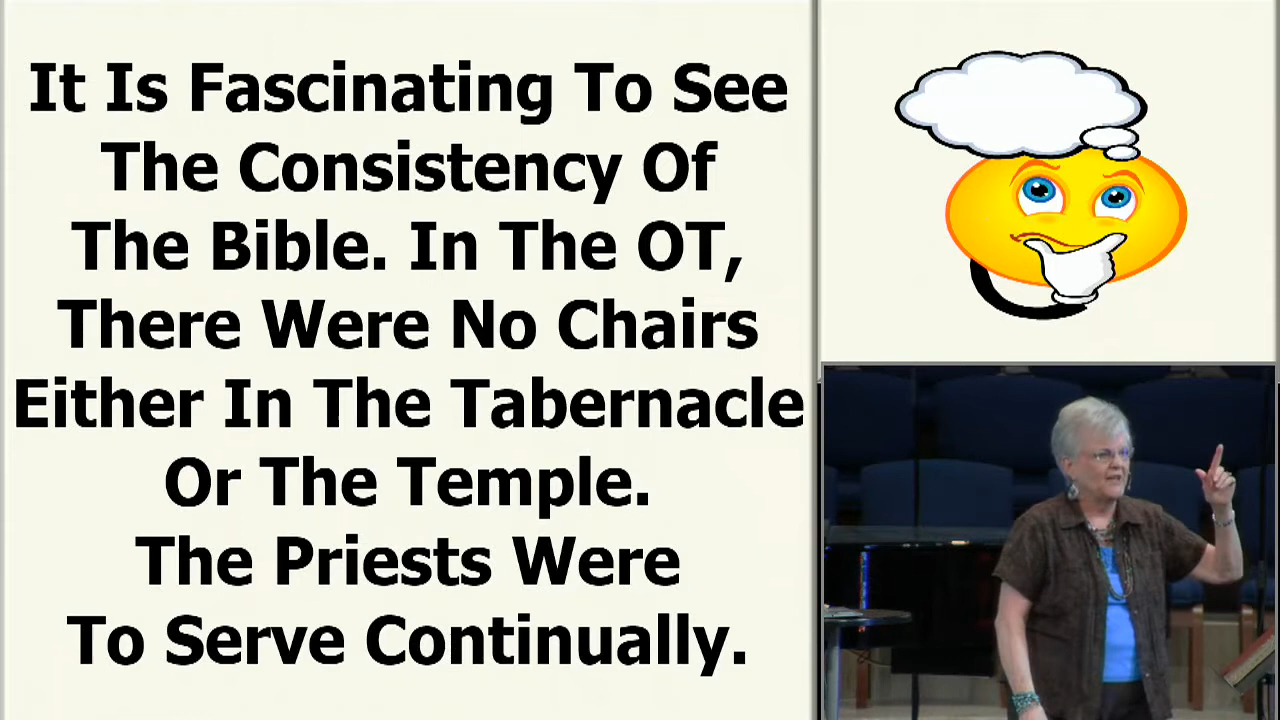 It Is Fascinating To See
The Consistency Of
The Bible. In The OT,
There Were No Chairs
Either In The Tabernacle
Or The Temple.
The Priests Were
To Serve Continually.